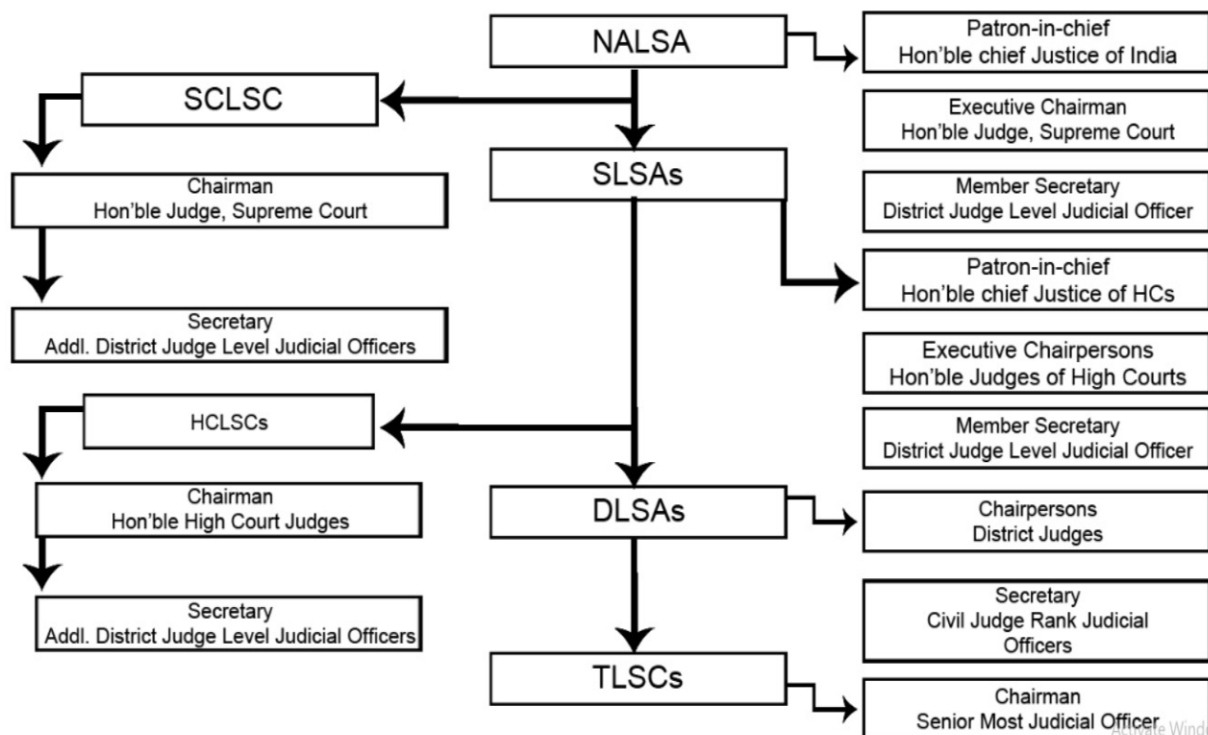 NALSA
Patron-in-chief
Hon'ble chief Justice of India
SCLSC
Executive Chairman
Hon'ble Judge, Supreme Court
SLSAs
Chairman
Hon'ble Judge, Supreme Court
Member Secretary
District Judge Level Judicial Officer
Patron-in-chief
Hon'ble chief Justice of HCs
Secretary
Addl. District Judge Level Judicial Officers
Executive Chairpersons
Hon'ble Judges of High Courts
HCLSCs
Member Secretary
District Judge Level Judicial Officer
Chairman
Hon'ble High Court Judges
DLSAs
Chairpersons
District Judges
Secretary
Addl. District Judge Level Judicial Officers
Secretary
Civil Judge Rank Judicial
Officers
TLSCs
Chairman
Senior Most Judicial Officer